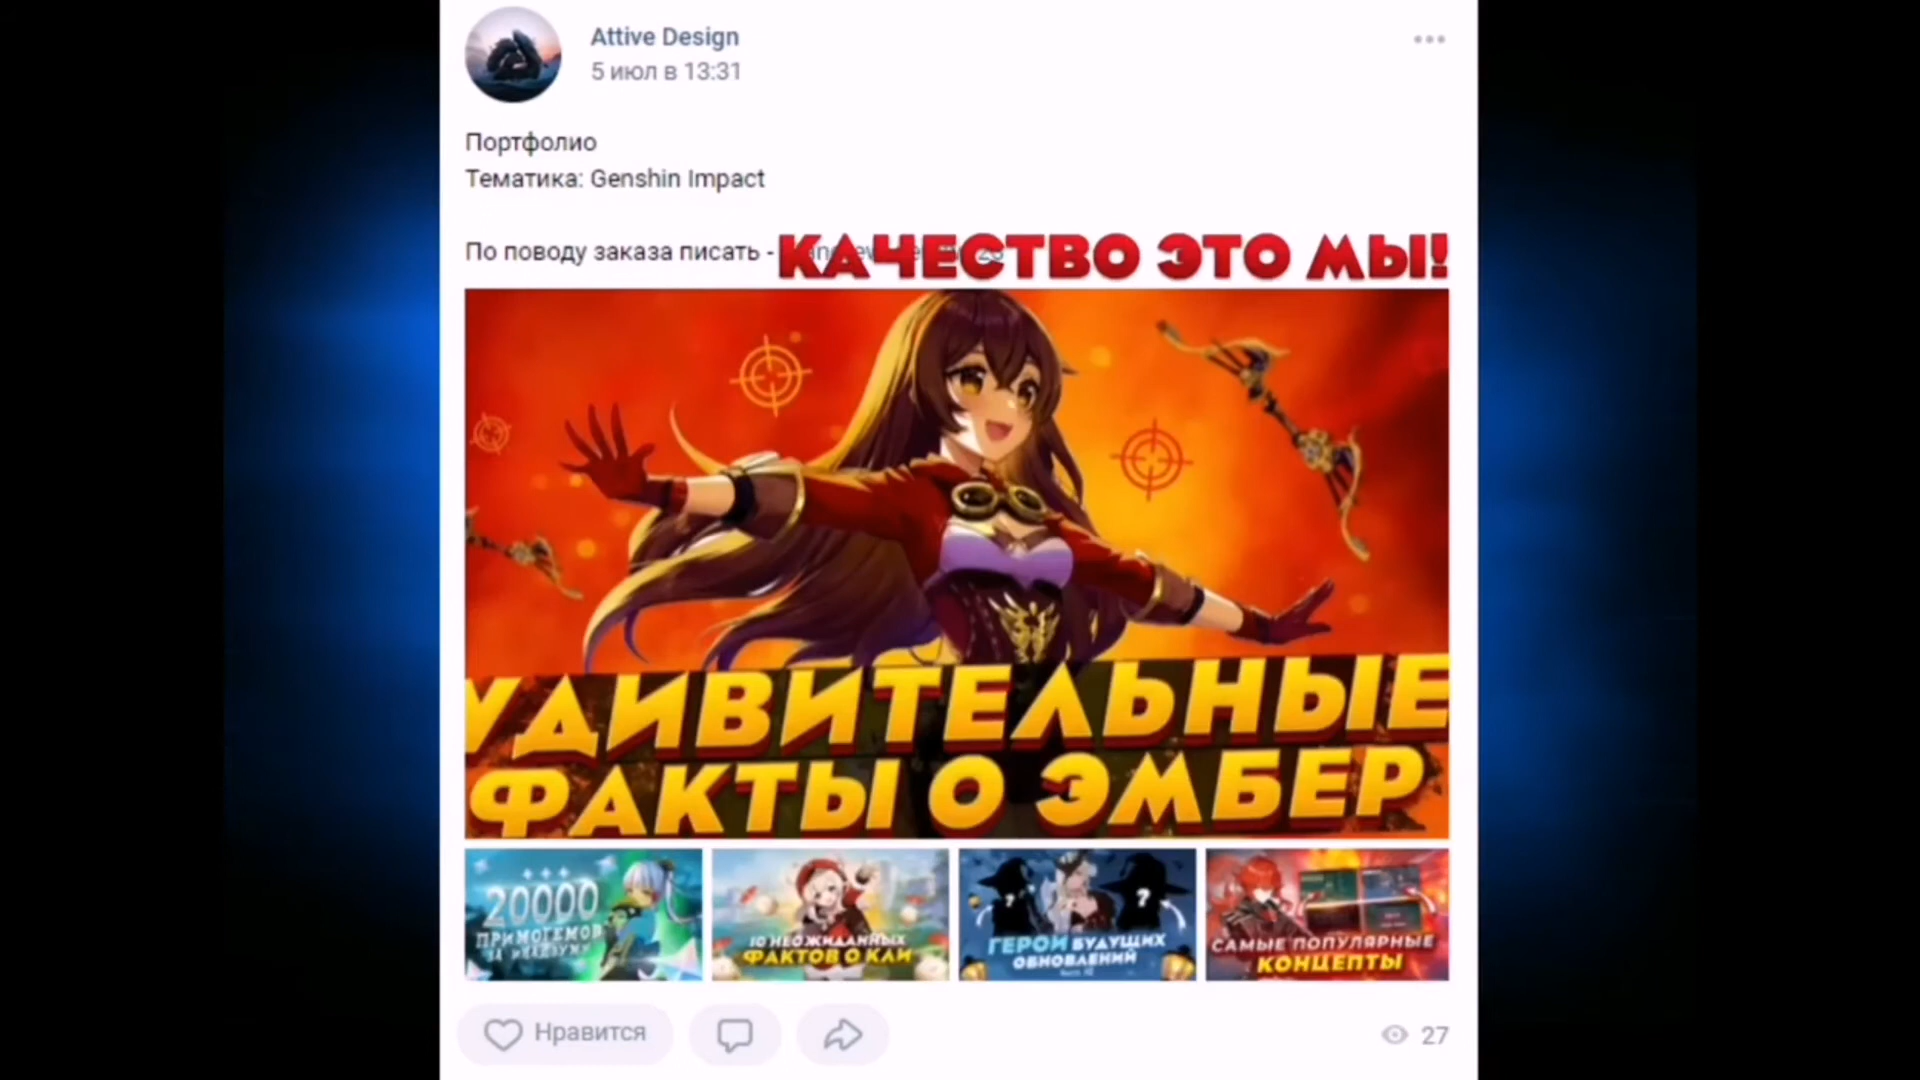 Attive Design
5 июл в 13:31
Портфолио
Тематика: Genshin Impact
По поводу заказа писать -
КАЧЕСТВО ЭТО МЫ!
УДИВИТЕЛЬНЫЕ
ФАКТЫ О ЭМБЕР
20000
ПРИМОГЕМОВ
ЗА ИНАДЗУМУ
10 НЕОЖИДАННЫХ
ФАКТОВ О КЛИ
? ?
ГЕРОИ БУДУЩИХ
ОБНОВЛЕНИЙ
САМЫЕ ПОПУЛЯРНЫЕ
КОНЦЕПТЫ
Нравится
27